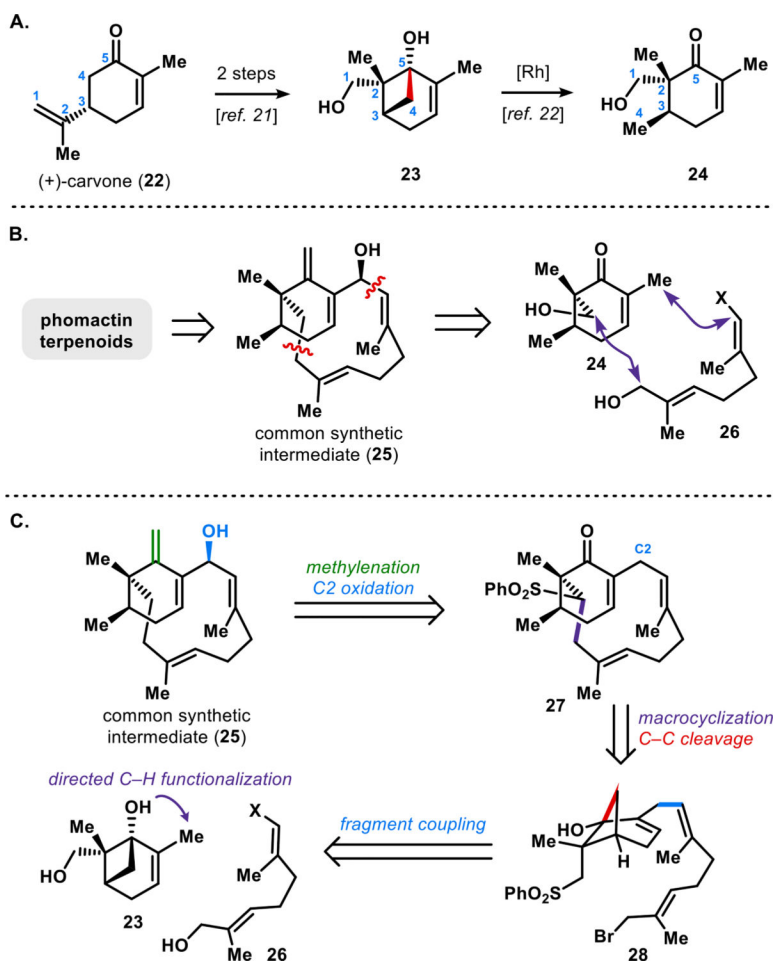 A.
O
5
4
Me
1
2
3
Me
(+)-carvone (22)
2 steps
[ref. 21]
OH
Me
5
Me
1
2
HO
4
3
23
[Rh]
[ref. 22]
O
Me
5
Me
1
2
HO
4
3
Me
24
B.
phomactin
terpenoids
OH
Me
Me
Me
Me
common synthetic
intermediate (25)
O
Me
Me
HO
X
Me
24
Me
HO
Me
26
C.
OH
Me
Me
Me
Me
common synthetic
intermediate (25)
methylenation
C2 oxidation
O
C2
Me
PhO2S
Me
Me
27
Me
macrocyclization
C–C cleavage
directed C–H functionalization
OH
Me
Me
HO
23
X
Me
HO
Me
26
fragment coupling
HO
Me
H
Me
PhO2S
Br
Me
28